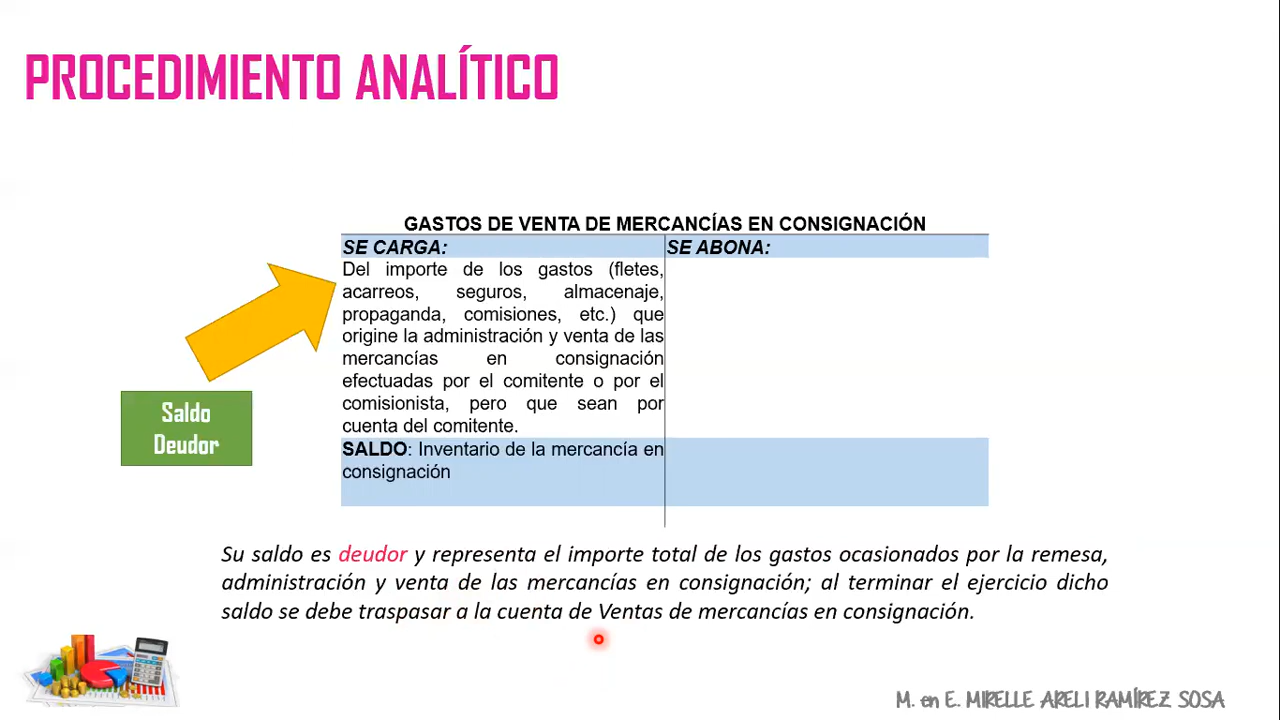 PROCEDIMIENTO ANALÍTICO
GASTOS DE VENTA DE MERCANCÍAS EN CONSIGNACIÓN
SE CARGA:
Del importe de los gastos (fletes,
acarreos, seguros, almacenaje,
propaganda, comisiones, etc.) que
origine la administración y venta de las
mercancías en consignación
efectuadas por el comitente o por el
comisionista, pero que sean por
cuenta del comitente.
SALDO: Inventario de la mercancía en
consignación
SE ABONA:
Saldo
Deudor
Su saldo es deudor y representa el importe total de los gastos ocasionados por la remesa,
administración y venta de las mercancías en consignación; al terminar el ejercicio dicho
saldo se debe traspasar a la cuenta de Ventas de mercancías en consignación.
M. en E. MIRELLE ARELI RAMÍREZ SOSA